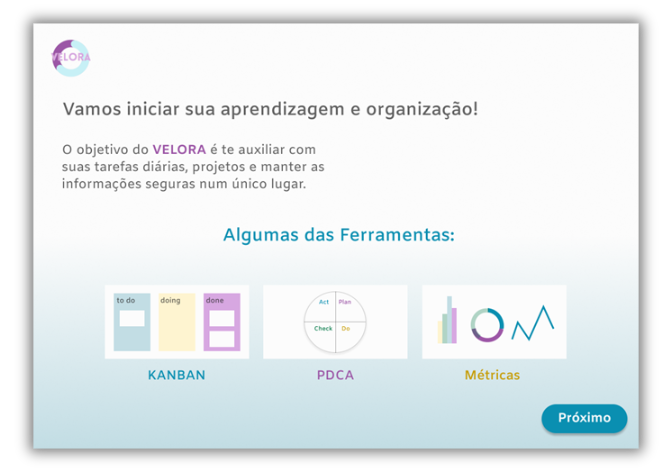 VELORA
Vamos iniciar sua aprendizagem e organização!
O objetivo do VELORA é te auxiliar com
suas tarefas diárias, projetos e manter as
informações seguras num único lugar.
Algumas das Ferramentas:
to do doing done
Act Plan
Check Do
KANBAN PDCA Métricas
Próximo